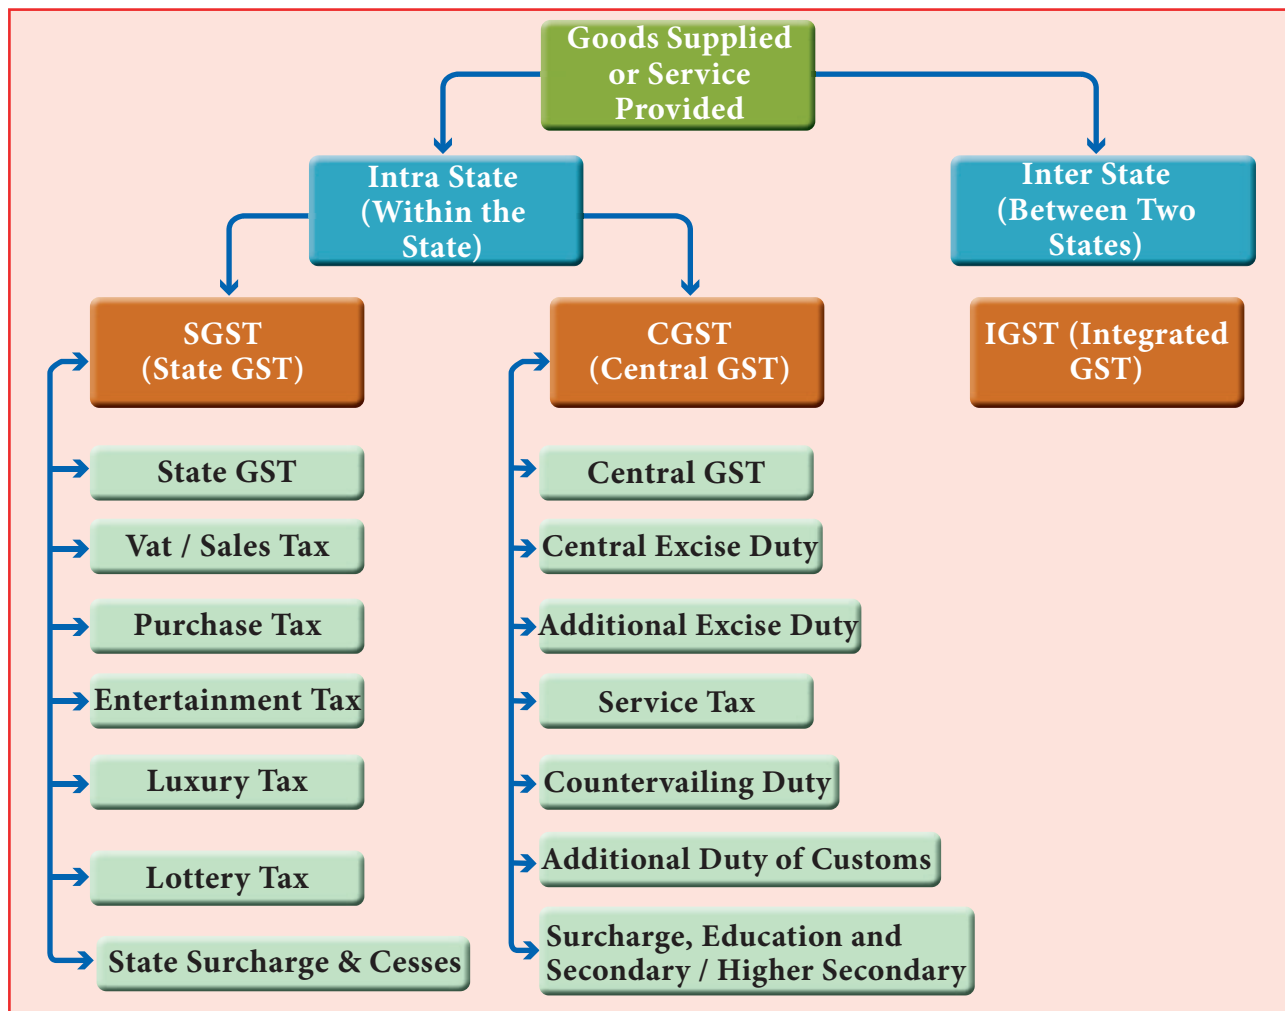 Goods Supplied
or Service
Provided
Intra State
(Within the
State)
Inter State
(Between Two
States)
SGST
(State GST)
CGST
(Central GST)
IGST (Integrated
GST)
State GST
Vat / Sales Tax
Purchase Tax
Entertainment Tax
Luxury Tax
Lottery Tax
State Surcharge & Cesses
Central GST
Central Excise Duty
Additional Excise Duty
Service Tax
Countervailing Duty
Additional Duty of Customs
Surcharge, Education and
Secondary / Higher Secondary